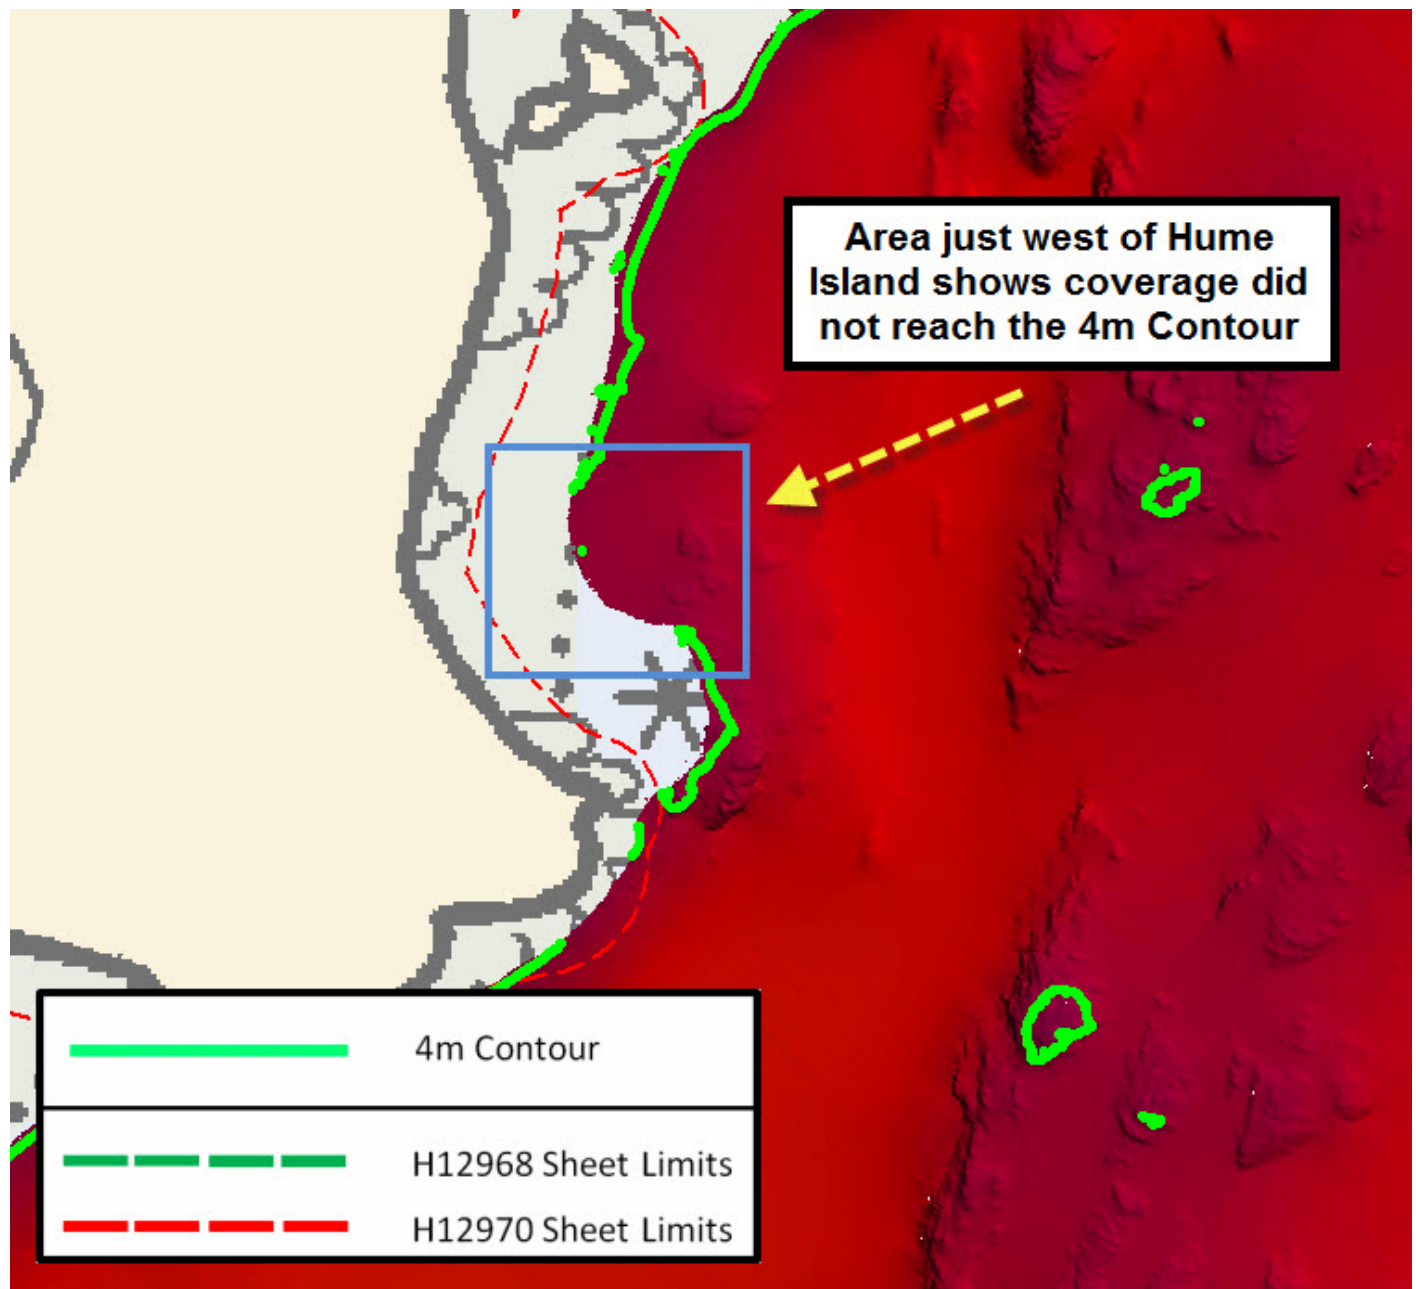 Area just west of Hume
Island shows coverage did
not reach the 4m Contour
4m Contour
H12968 Sheet Limits
H12970 Sheet Limits